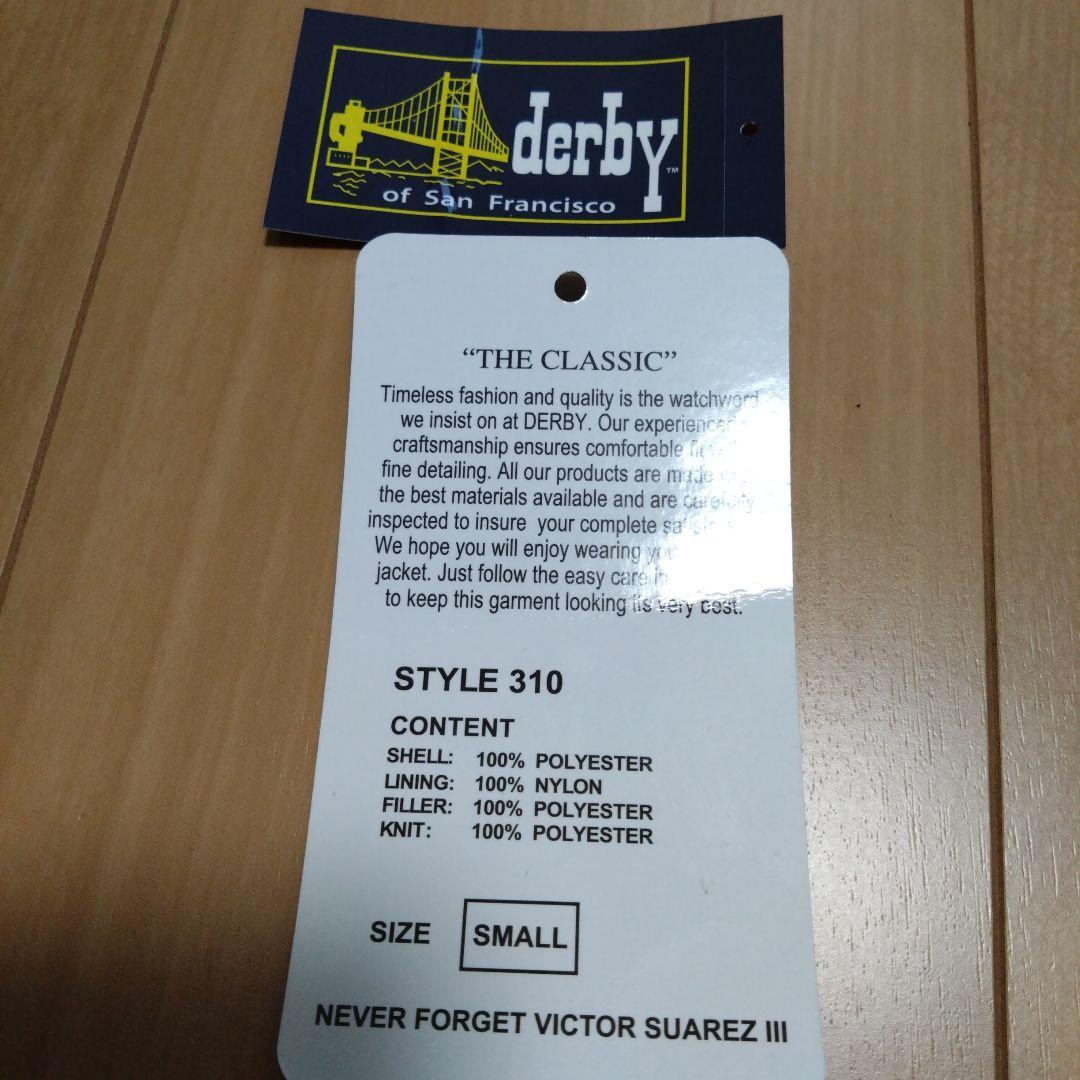 derby™
of San Francisco
“THE CLASSIC”
Timeless fashion and quality is the watchword
we insist on at DERBY. Our experienced
craftsmanship ensures comfortable fit
fine detailing. All our products are made
the best materials available and are carefully
inspected to insure your complete
We hope you will enjoy wearing
jacket. Just follow the easy care
to keep this garment looking its very best.
STYLE 310
CONTENT
SHELL: 100% POLYESTER
LINING: 100% NYLON
FILLER: 100% POLYESTER
KNIT: 100% POLYESTER
SIZE SMALL
NEVER FORGET VICTOR SUAREZ III